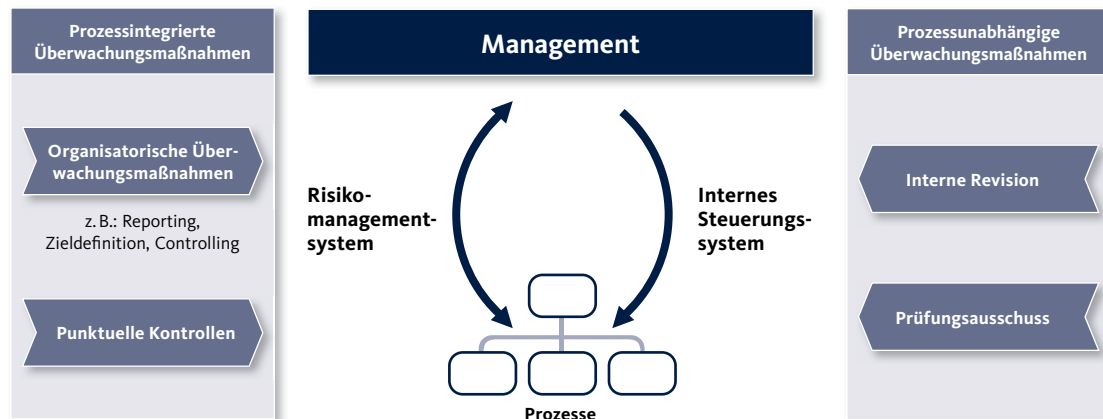 Prozessintegrierte
Überwachungsmaßnahmen
Organisatorische Über-
wachungsmaßnahmen
z. B.: Reporting,
Zieldefinition, Controlling
Punktuelle Kontrollen
Management
Risiko-
management-
system
Internes
Steuerungs-
system
Prozesse
Prozessunabhängige
Überwachungsmaßnahmen
Interne Revision
Prüfungsausschuss